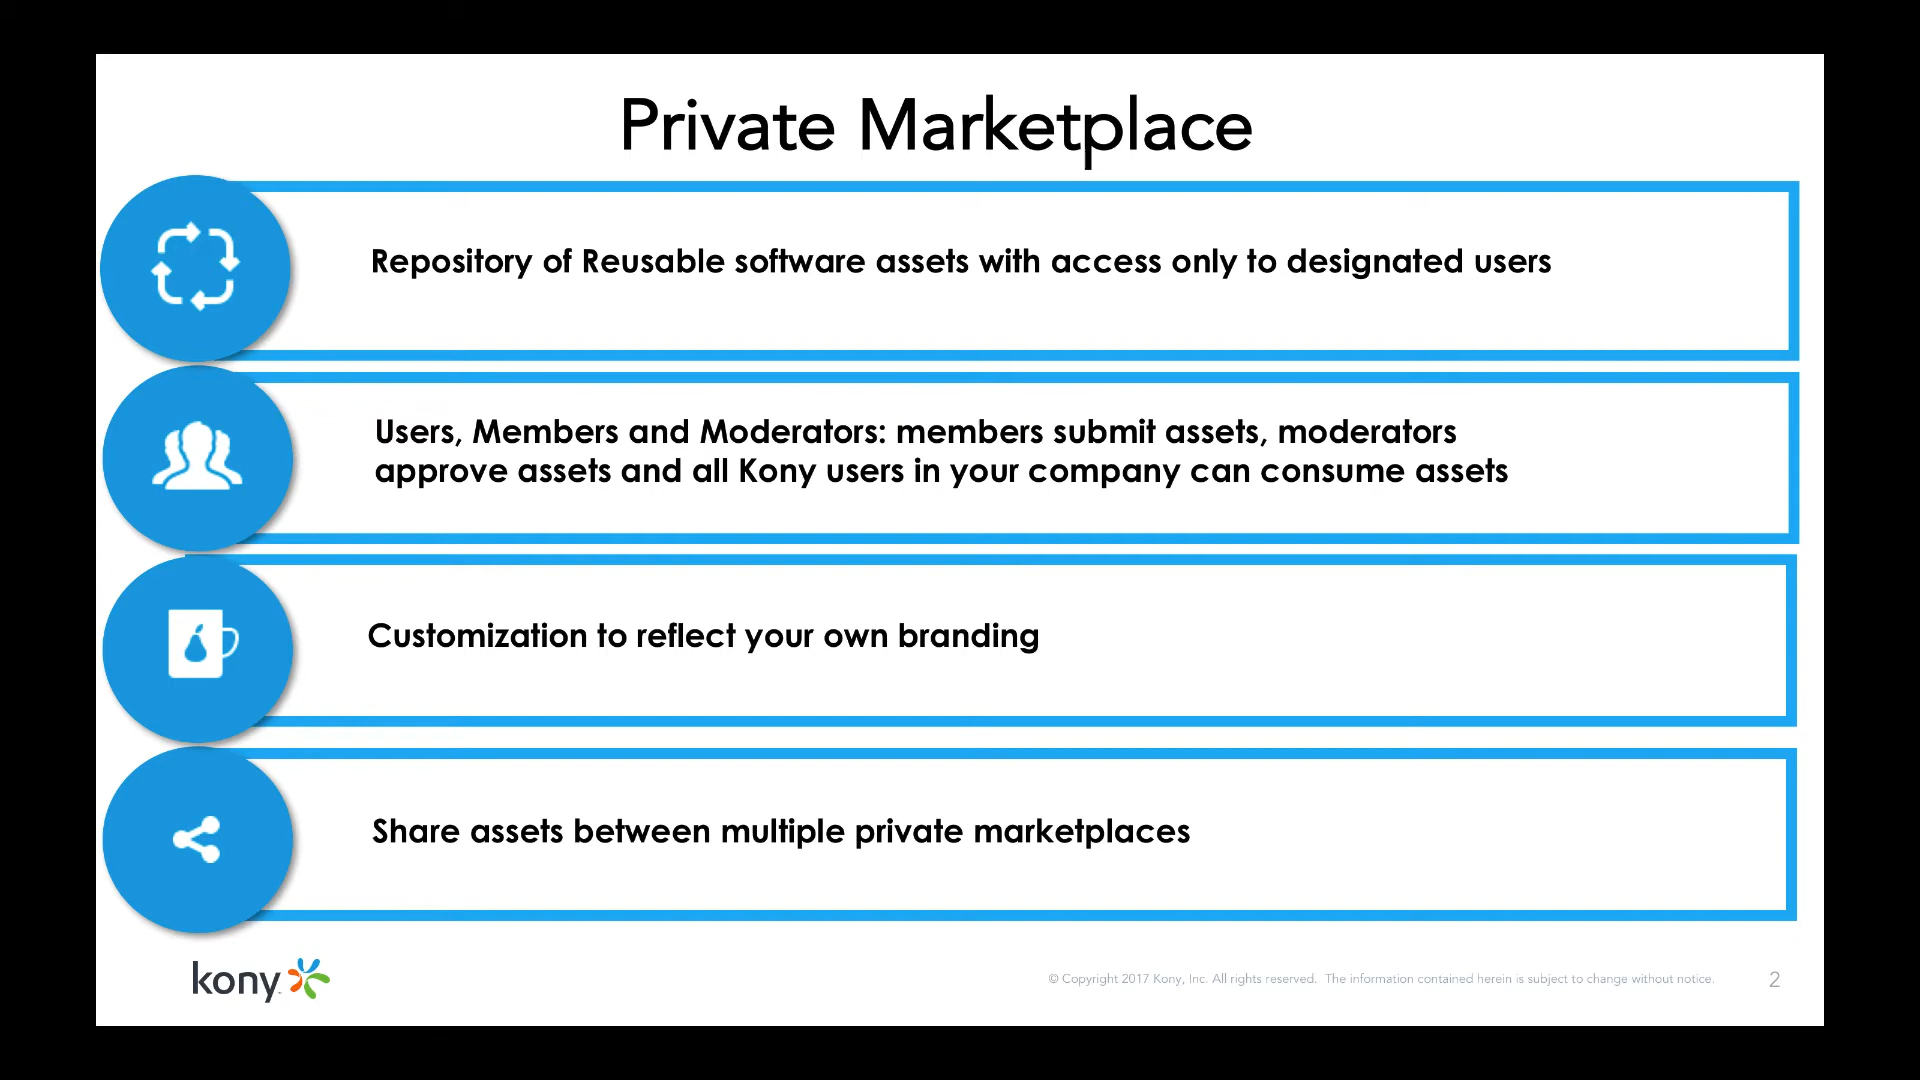 Private Marketplace
Repository of Reusable software assets with access only to designated users
Users, Members and Moderators: members submit assets, moderators
approve assets and all Kony users in your company can consume assets
Customization to reflect your own branding
Share assets between multiple private marketplaces
kony
© Copyright 2017 Kony, Inc. All rights reserved. The information contained herein is subject to change without notice.
2